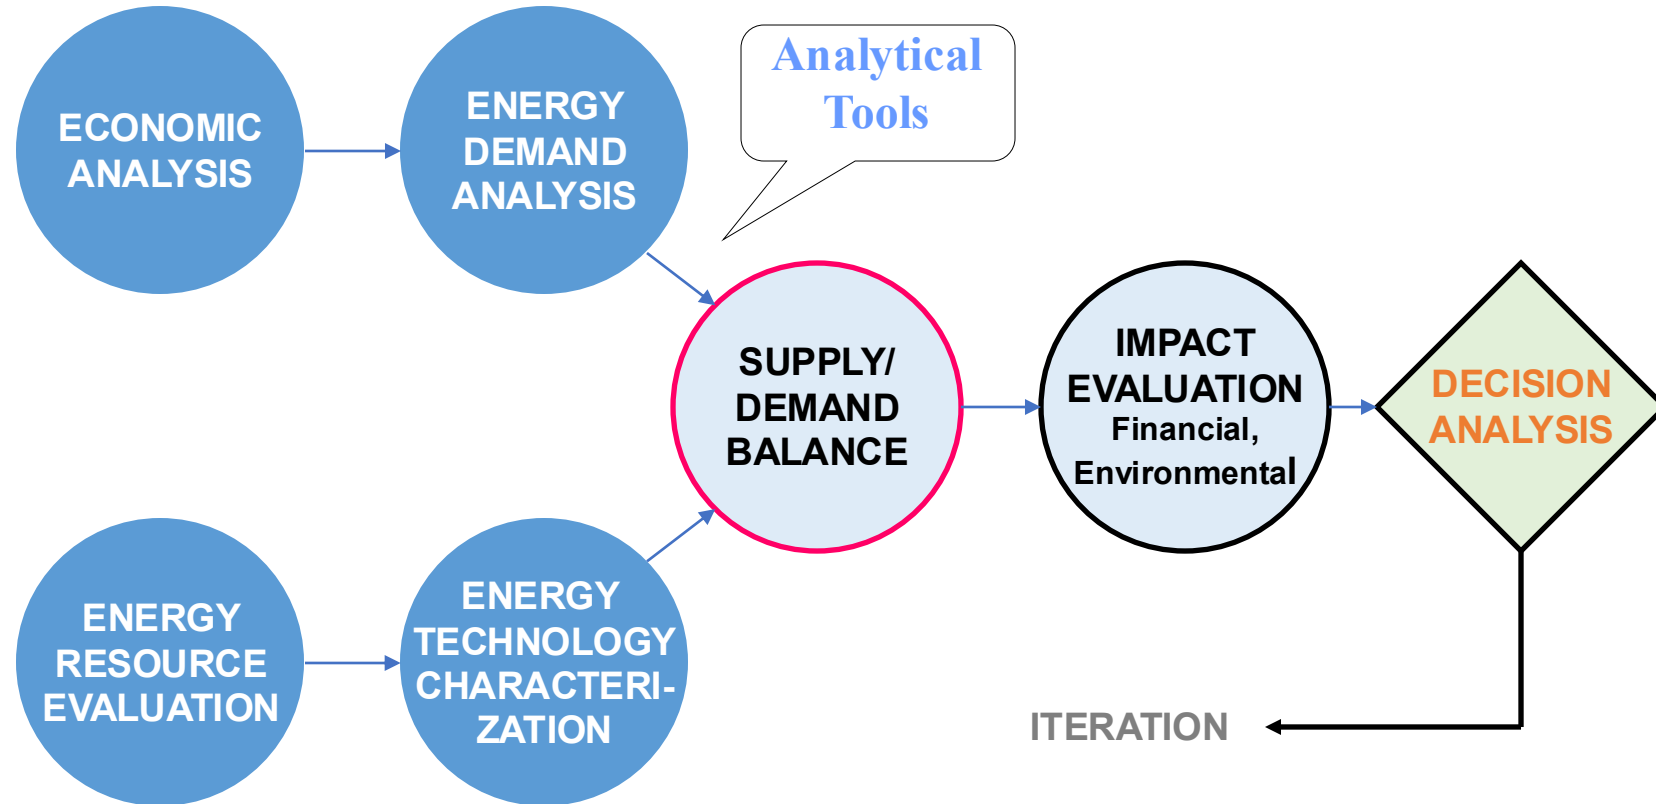 ECONOMIC
ANALYSIS
ENERGY
DEMAND
ANALYSIS
Analytical
Tools
SUPPLY/
DEMAND
BALANCE
IMPACT
EVALUATION
Financial,
Environmental
DECISION
ANALYSIS
ENERGY
RESOURCE
EVALUATION
ENERGY
TECHNOLOGY
CHARACTERI-
ZATION
ITERATION